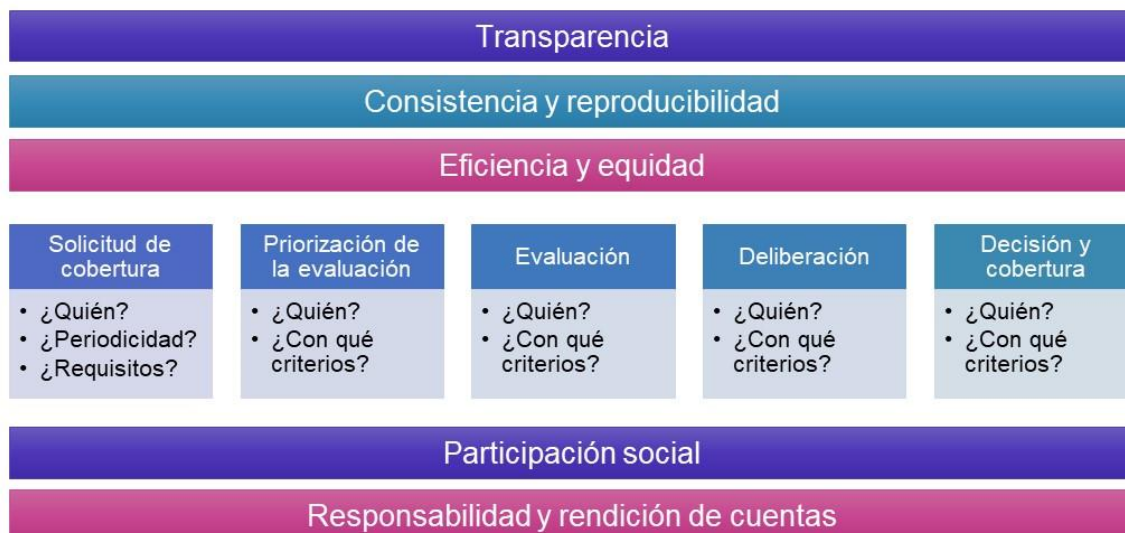 Transparencia
Consistencia y reproducibilidad
Eficiencia y equidad
Solicitud de
cobertura
• ¿Quién?
• ¿Periodicidad?
• ¿Requisitos?
Priorización de
la evaluación
• ¿Quién?
• ¿Con qué
criterios?
Evaluación
• ¿Quién?
• ¿Con qué
criterios?
Deliberación
• ¿Quién?
• ¿Con qué
criterios?
Decisión y
cobertura
• ¿Quién?
• ¿Con qué
criterios?
Participación social
Responsabilidad y rendición de cuentas